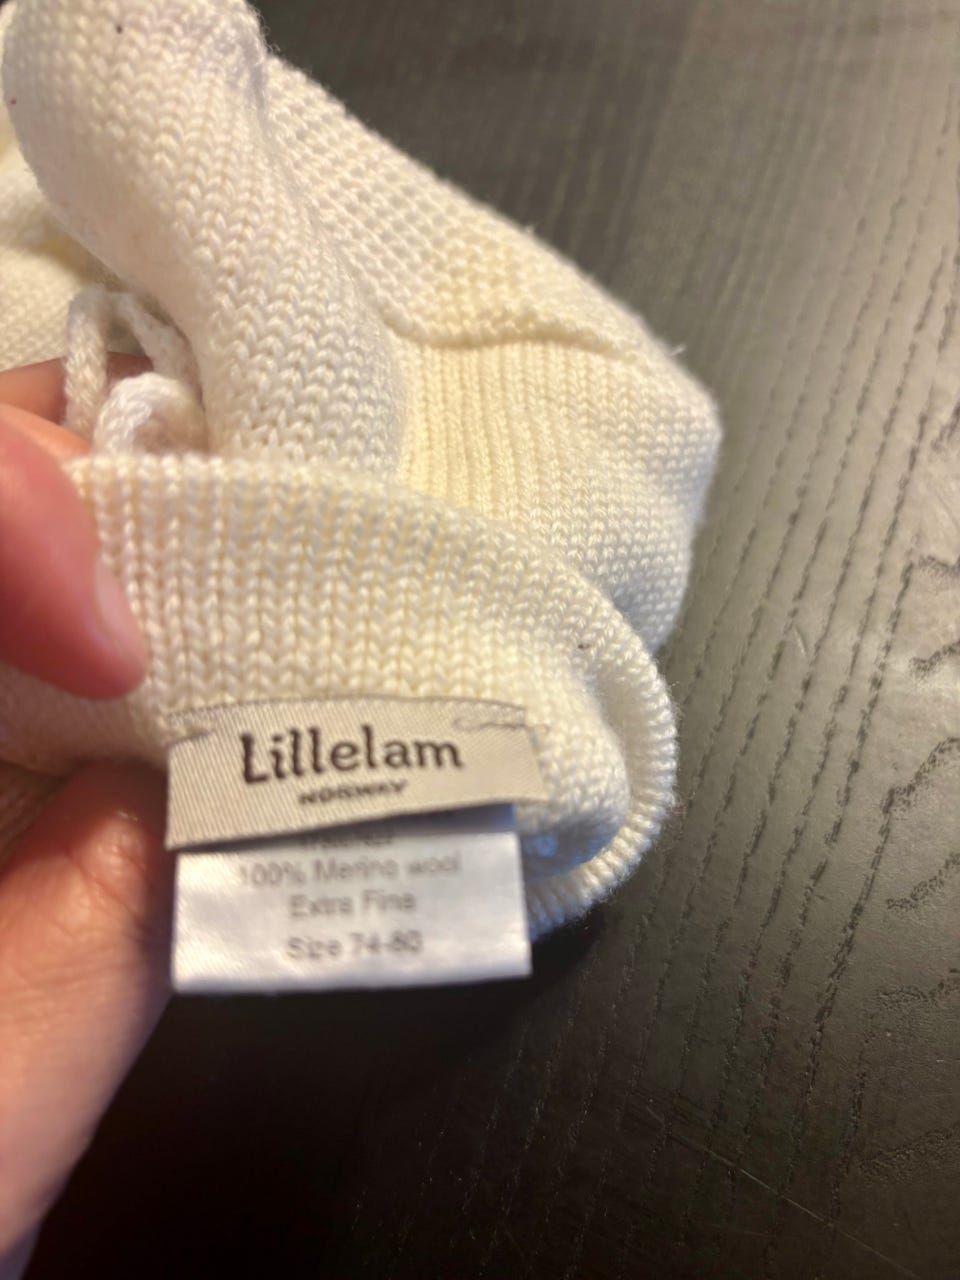 Lillelam
NORWAY
100% Merino wool
Extra Fine
Size 74-80